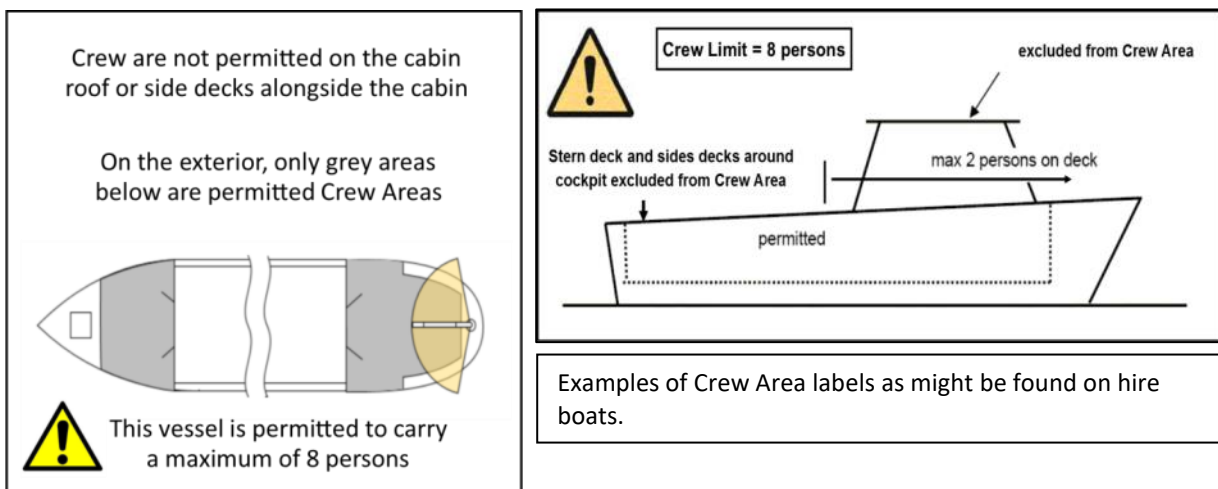 Crew are not permitted on the cabin
roof or side decks alongside the cabin
On the exterior, only grey areas
below are permitted Crew Areas
This vessel is permitted to carry
a maximum of 8 persons
Crew Limit = 8 persons
excluded from Crew Area
Stern deck and sides decks around
cockpit excluded from Crew Area
max 2 persons on deck
permitted
Examples of Crew Area labels as might be found on hire
boats.